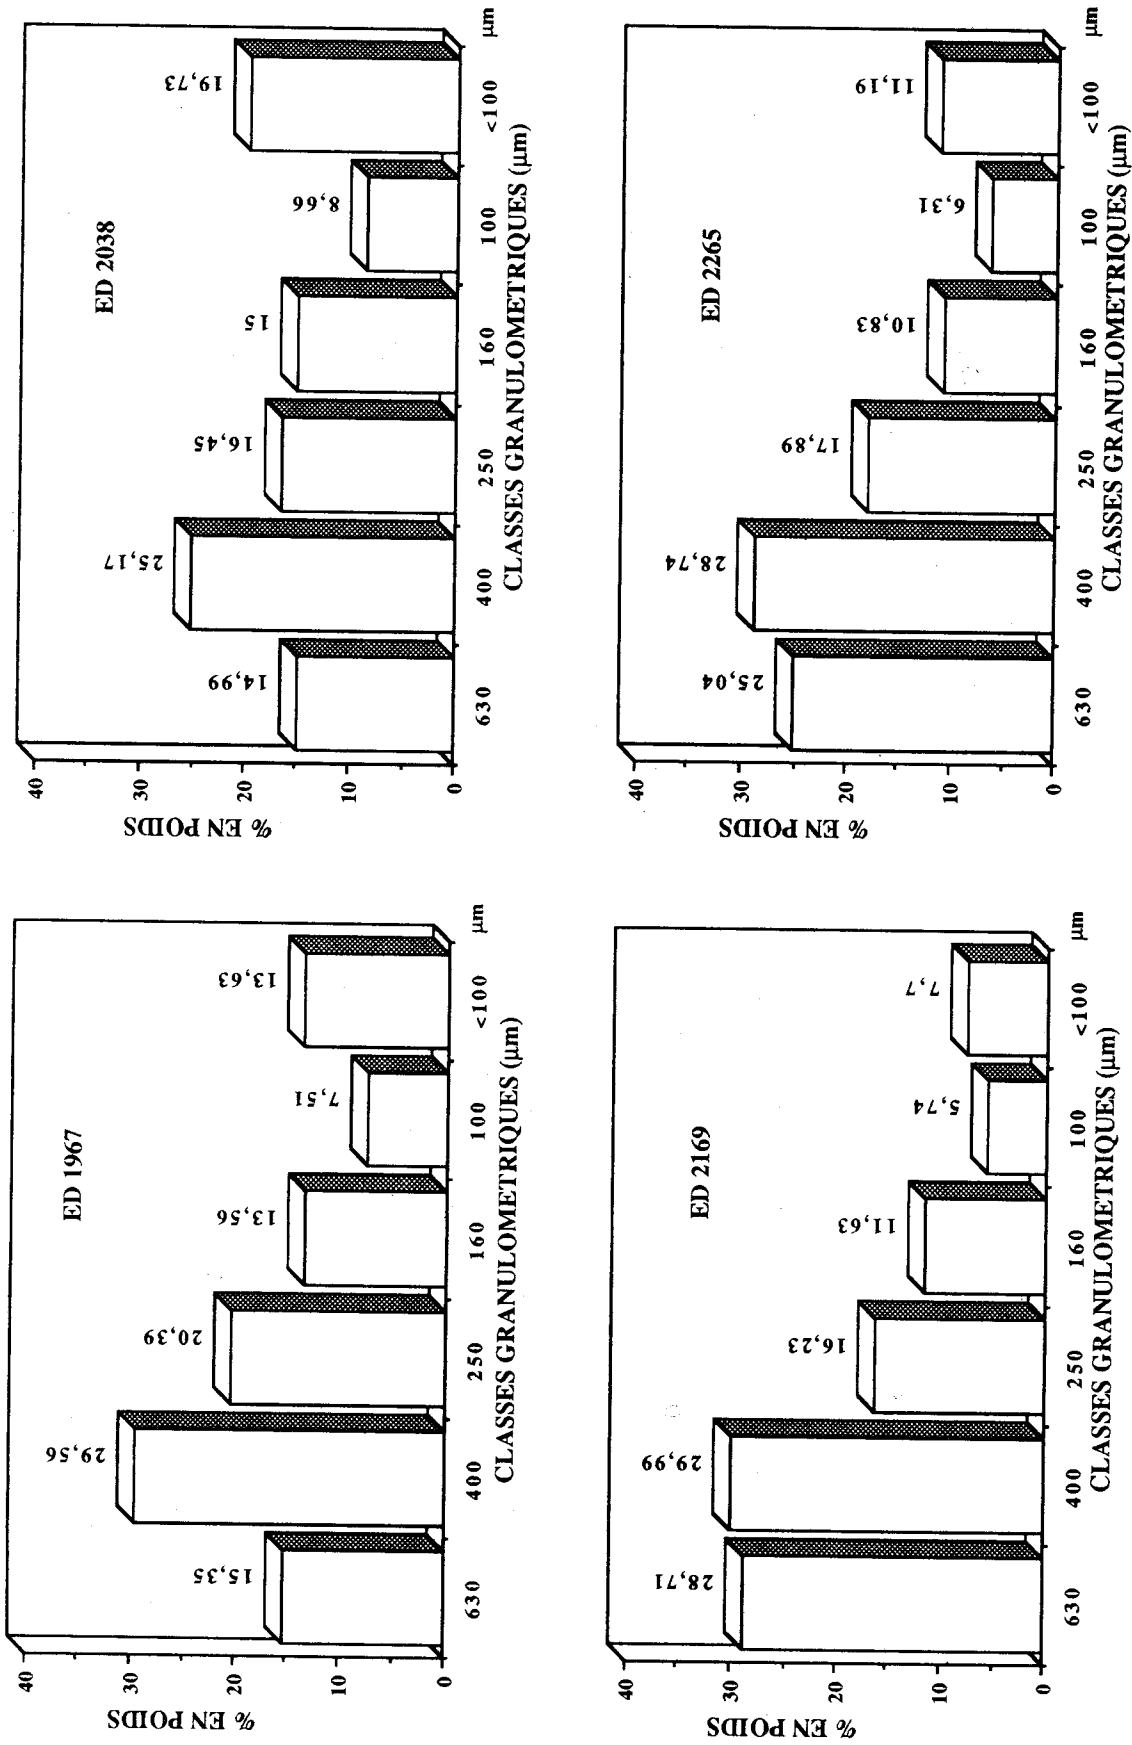 ED 1967
% EN POIDS
40
30
20
10
0
15,35
29,56
20,39
13,56
7,51
13,63
630 400 250 160 100 <100 µm
CLASSES GRANULOMETRIQUES (µm)
ED 2038
% EN POIDS
40
30
20
10
0
14,99
25,17
16,45
15
8,66
19,73
630 400 250 160 100 <100 µm
CLASSES GRANULOMETRIQUES (µm)
ED 2169
% EN POIDS
40
30
20
10
0
28,71
29,99
16,23
11,63
5,74
7,7
630 400 250 160 100 <100 µm
CLASSES GRANULOMETRIQUES (µm)
ED 2265
% EN POIDS
40
30
20
10
0
25,04
28,74
17,89
10,83
6,31
11,19
630 400 250 160 100 <100 µm
CLASSES GRANULOMETRIQUES (µm)